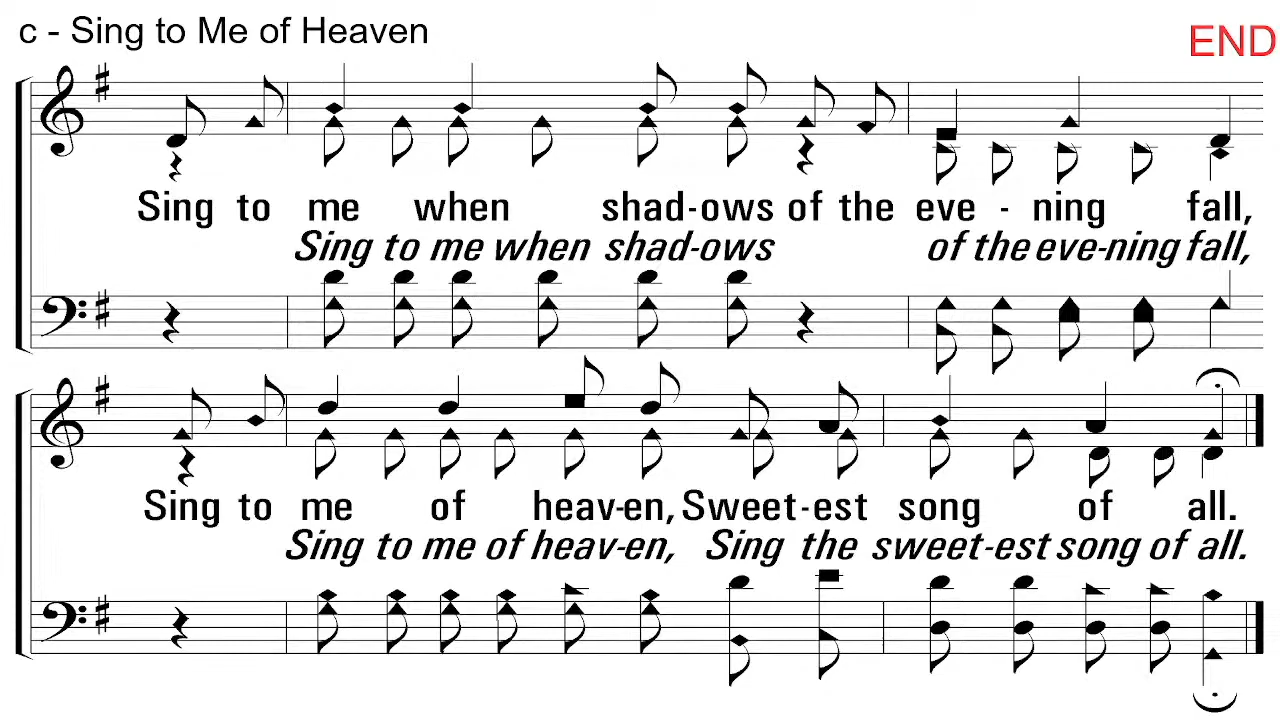 c - Sing to Me of Heaven
END
Sing to me when shad-ows of the eve - ning fall,
Sing to me when shad-ows of the eve-ning fall,
Sing to me of heav-en, Sweet-est song of all.
Sing to me of heav-en, Sing the sweet-est song of all.